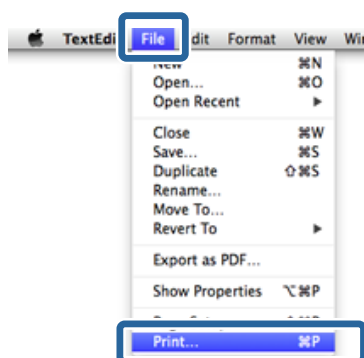 TextEdi File dit Format View Wi
New ⌘N
Open... ⌘O
Open Recent ▶
Close ⌘W
Save... ⌘S
Duplicate ⇧⌘S
Rename...
Move To...
Revert To ▶
Export as PDF...
Show Properties ⌥⌘P
Print... ⌘P